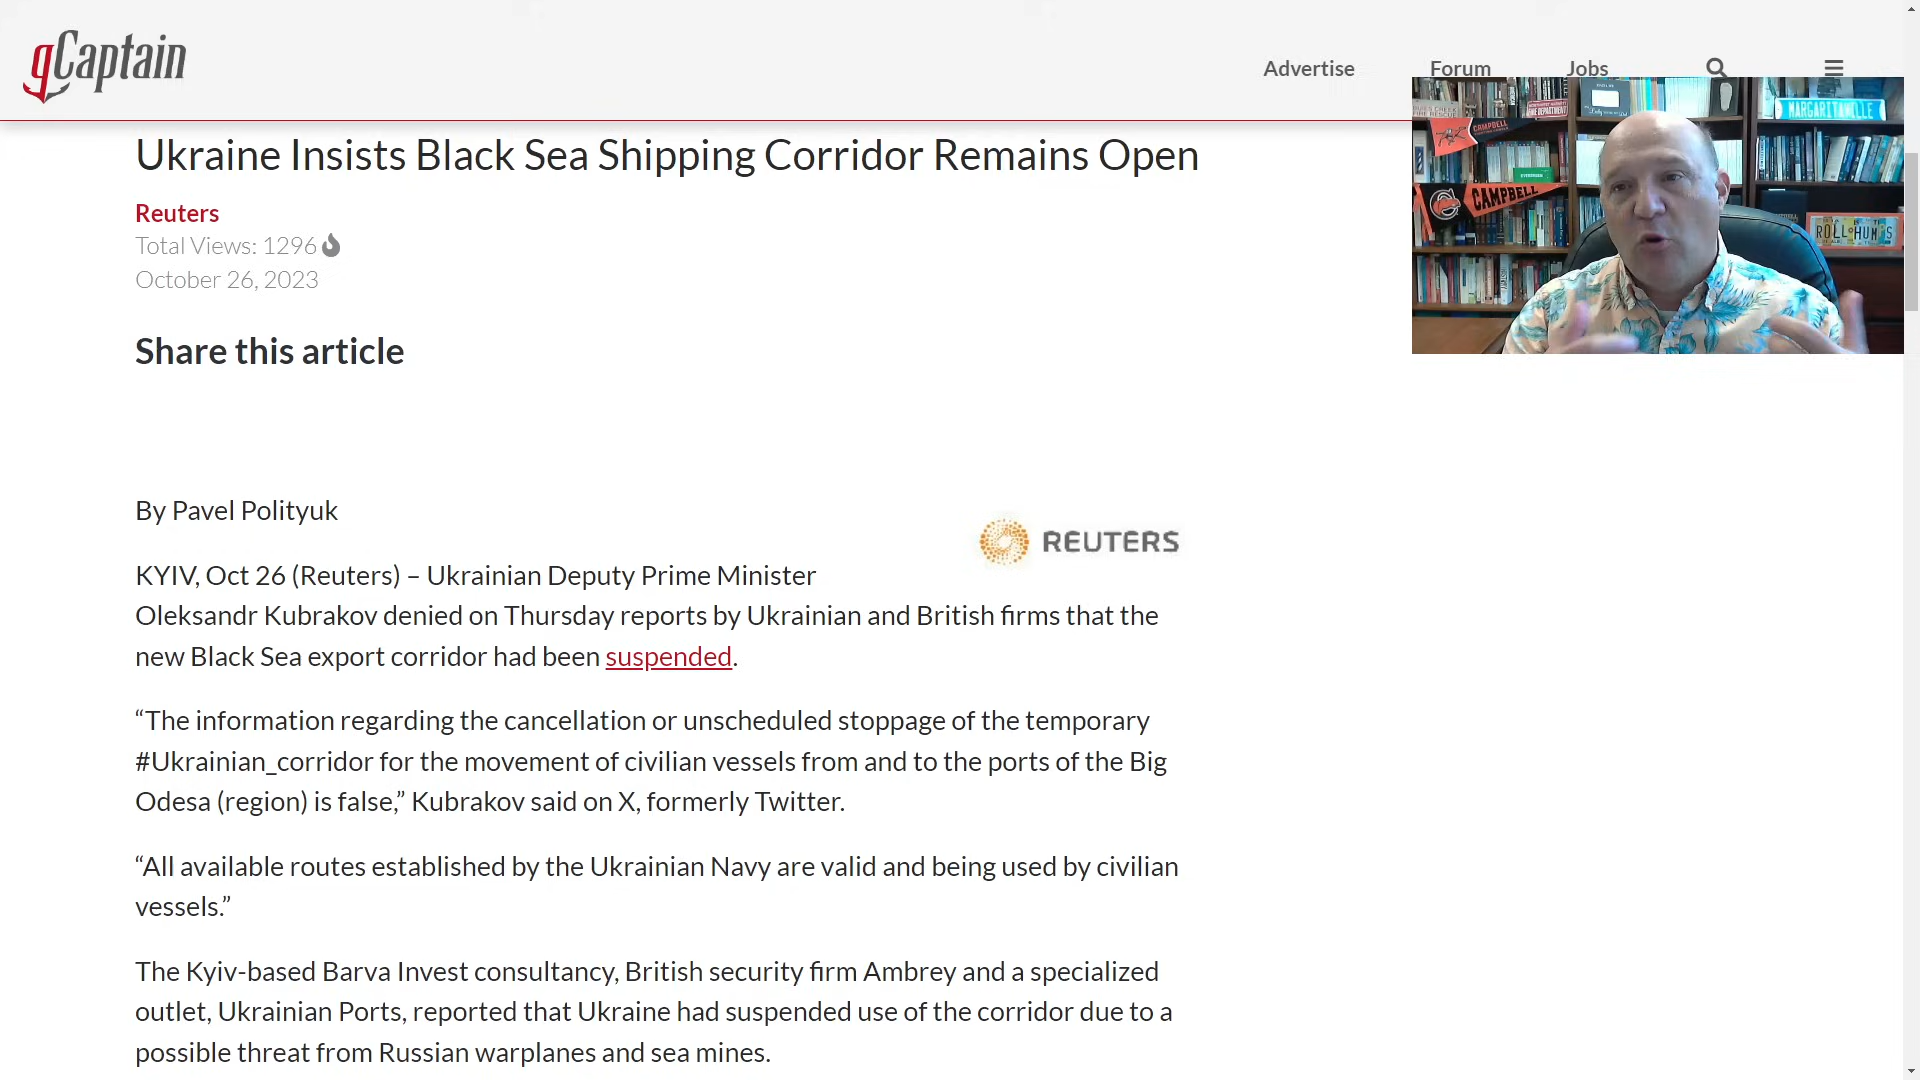 gCaptain
Advertise
Forum
Jobs
Ukraine Insists Black Sea Shipping Corridor Remains Open
Reuters
Total Views: 1296
October 26, 2023
Share this article
By Pavel Polityuk
REUTERS
KYIV, Oct 26 (Reuters) – Ukrainian Deputy Prime Minister
Oleksandr Kubrakov denied on Thursday reports by Ukrainian and British firms that the
new Black Sea export corridor had been suspended.
“The information regarding the cancellation or unscheduled stoppage of the temporary
#Ukrainian_corridor for the movement of civilian vessels from and to the ports of the Big
Odesa (region) is false,” Kubrakov said on X, formerly Twitter.
“All available routes established by the Ukrainian Navy are valid and being used by civilian
vessels.”
The Kyiv-based Barva Invest consultancy, British security firm Ambrey and a specialized
outlet, Ukrainian Ports, reported that Ukraine had suspended use of the corridor due to a
possible threat from Russian warplanes and sea mines.
MARGARITAVILLE
CAMPBELL
CAMPBELL